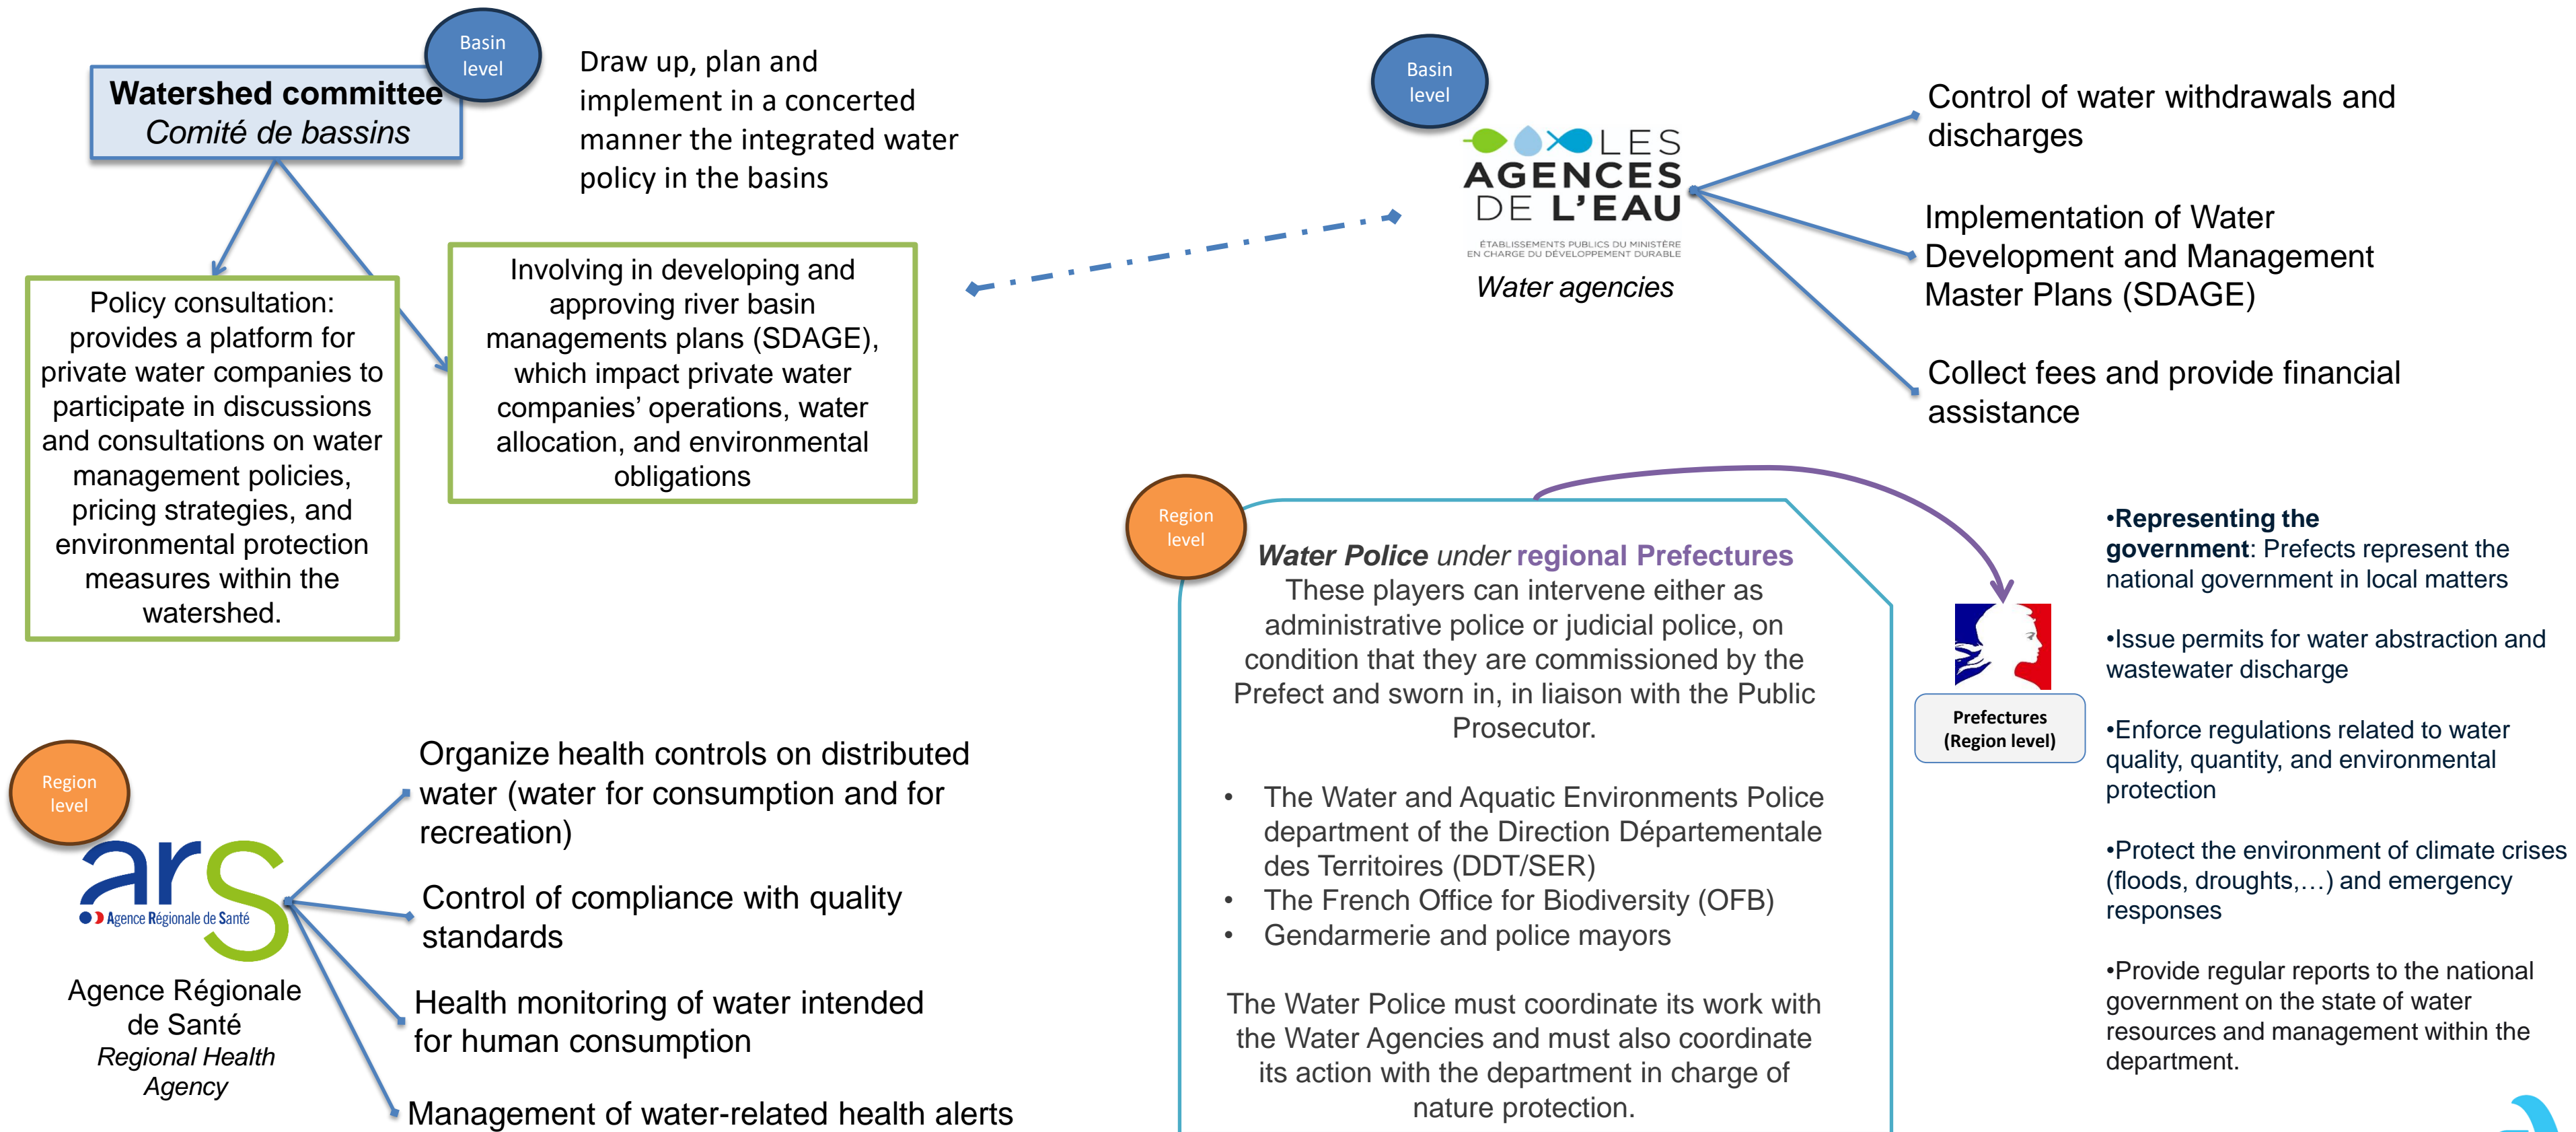 Basin
level
Watershed committee
Comité de bassins
Draw up, plan and
implement in a concerted
manner the integrated water
policy in the basins
Policy consultation:
provides a platform for
private water companies to
participate in discussions
and consultations on water
management policies,
pricing strategies, and
environmental protection
measures within the
watershed.
Involving in developing and
approving river basin
managements plans (SDAGE),
which impact private water
companies’ operations, water
allocation, and environmental
obligations
Basin
level
LES
AGENCES
DE L’EAU
ÉTABLISSEMENTS PUBLICS DU MINISTÈRE
EN CHARGE DU DÉVELOPPEMENT DURABLE
Water agencies
Control of water withdrawals and
discharges
Implementation of Water
Development and Management
Master Plans (SDAGE)
Collect fees and provide financial
assistance
Region
level
ars
Agence Régionale de Santé
Agence Régionale
de Santé
Regional Health
Agency
Organize health controls on distributed
water (water for consumption and for
recreation)
Control of compliance with quality
standards
Health monitoring of water intended
for human consumption
Management of water-related health alerts
Region
level
Water Police under regional Prefectures
These players can intervene either as
administrative police or judicial police, on
condition that they are commissioned by the
Prefect and sworn in, in liaison with the Public
Prosecutor.
• The Water and Aquatic Environments Police
department of the Direction Départementale
des Territoires (DDT/SER)
• The French Office for Biodiversity (OFB)
• Gendarmerie and police mayors
The Water Police must coordinate its work with
the Water Agencies and must also coordinate
its action with the department in charge of
nature protection.
Prefectures
(Region level)
•Representing the
government: Prefects represent the
national government in local matters
•Issue permits for water abstraction and
wastewater discharge
•Enforce regulations related to water
quality, quantity, and environmental
protection
•Protect the environment of climate crises
(floods, droughts,…) and emergency
responses
•Provide regular reports to the national
government on the state of water
resources and management within the
department.